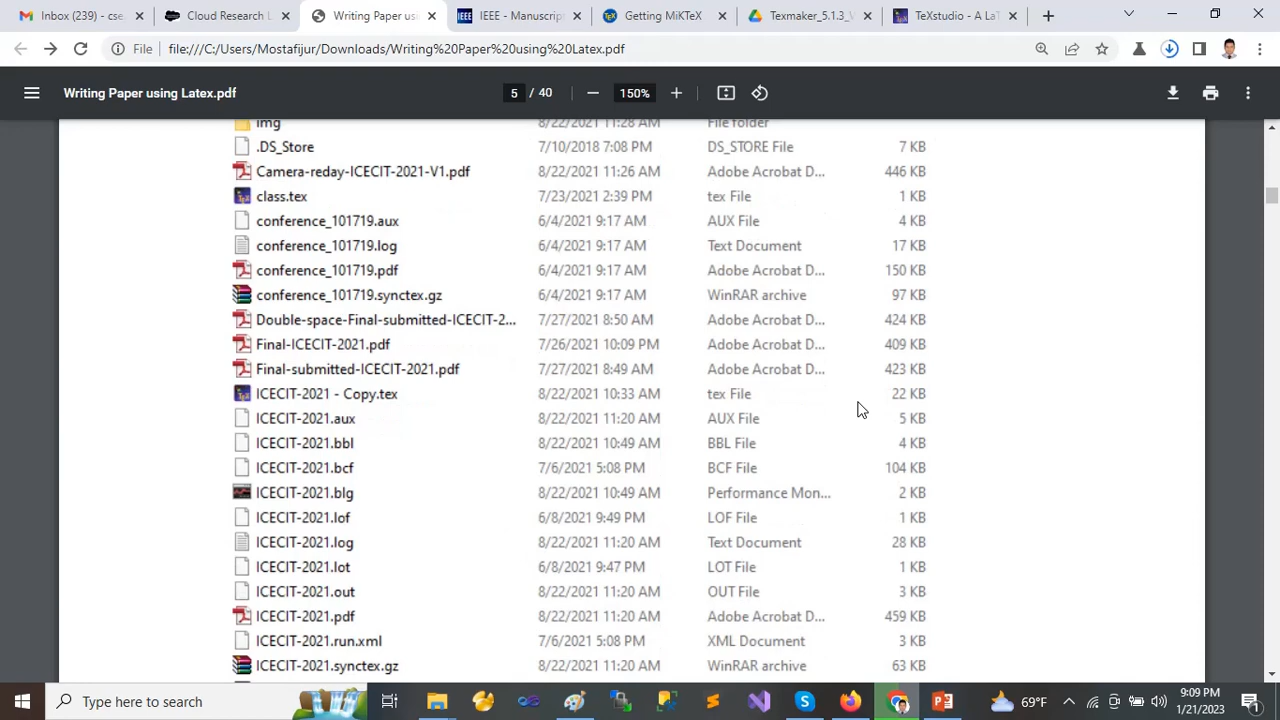 Inbox (239) - cse
Cloud Research L
Writing Paper us
IEEE - Manuscrip
Getting MiKTeX
Texmaker_5.1.3_
TeXstudio - A La
File file:///C:/Users/Mostafijur/Downloads/Writing%20Paper%20using%20Latex.pdf
Writing Paper using Latex.pdf 5 / 40 150%
img 8/22/2021 11:28 AM File folder
.DS_Store 7/10/2018 7:08 PM DS_STORE File 7 KB
Camera-reday-ICECIT-2021-V1.pdf 8/22/2021 11:26 AM Adobe Acrobat D... 446 KB
class.tex 7/23/2021 2:39 PM tex File 1 KB
conference_101719.aux 6/4/2021 9:17 AM AUX File 4 KB
conference_101719.log 6/4/2021 9:17 AM Text Document 17 KB
conference_101719.pdf 6/4/2021 9:17 AM Adobe Acrobat D... 150 KB
conference_101719.synctex.gz 6/4/2021 9:17 AM WinRAR archive 97 KB
Double-space-Final-submitted-ICECIT-2... 7/27/2021 8:50 AM Adobe Acrobat D... 424 KB
Final-ICECIT-2021.pdf 7/26/2021 10:09 PM Adobe Acrobat D... 409 KB
Final-submitted-ICECIT-2021.pdf 7/27/2021 8:49 AM Adobe Acrobat D... 423 KB
ICECIT-2021 - Copy.tex 8/22/2021 10:33 AM tex File 22 KB
ICECIT-2021.aux 8/22/2021 11:20 AM AUX File 5 KB
ICECIT-2021.bbl 8/22/2021 10:49 AM BBL File 4 KB
ICECIT-2021.bcf 7/6/2021 5:08 PM BCF File 104 KB
ICECIT-2021.blg 8/22/2021 10:49 AM Performance Mon... 2 KB
ICECIT-2021.lof 6/8/2021 9:49 PM LOF File 1 KB
ICECIT-2021.log 8/22/2021 11:20 AM Text Document 28 KB
ICECIT-2021.lot 6/8/2021 9:47 PM LOT File 1 KB
ICECIT-2021.out 8/22/2021 11:20 AM OUT File 3 KB
ICECIT-2021.pdf 8/22/2021 11:20 AM Adobe Acrobat D... 459 KB
ICECIT-2021.run.xml 7/6/2021 5:08 PM XML Document 3 KB
ICECIT-2021.synctex.gz 8/22/2021 11:20 AM WinRAR archive 63 KB
Type here to search
69°F
9:09 PM
1/21/2023